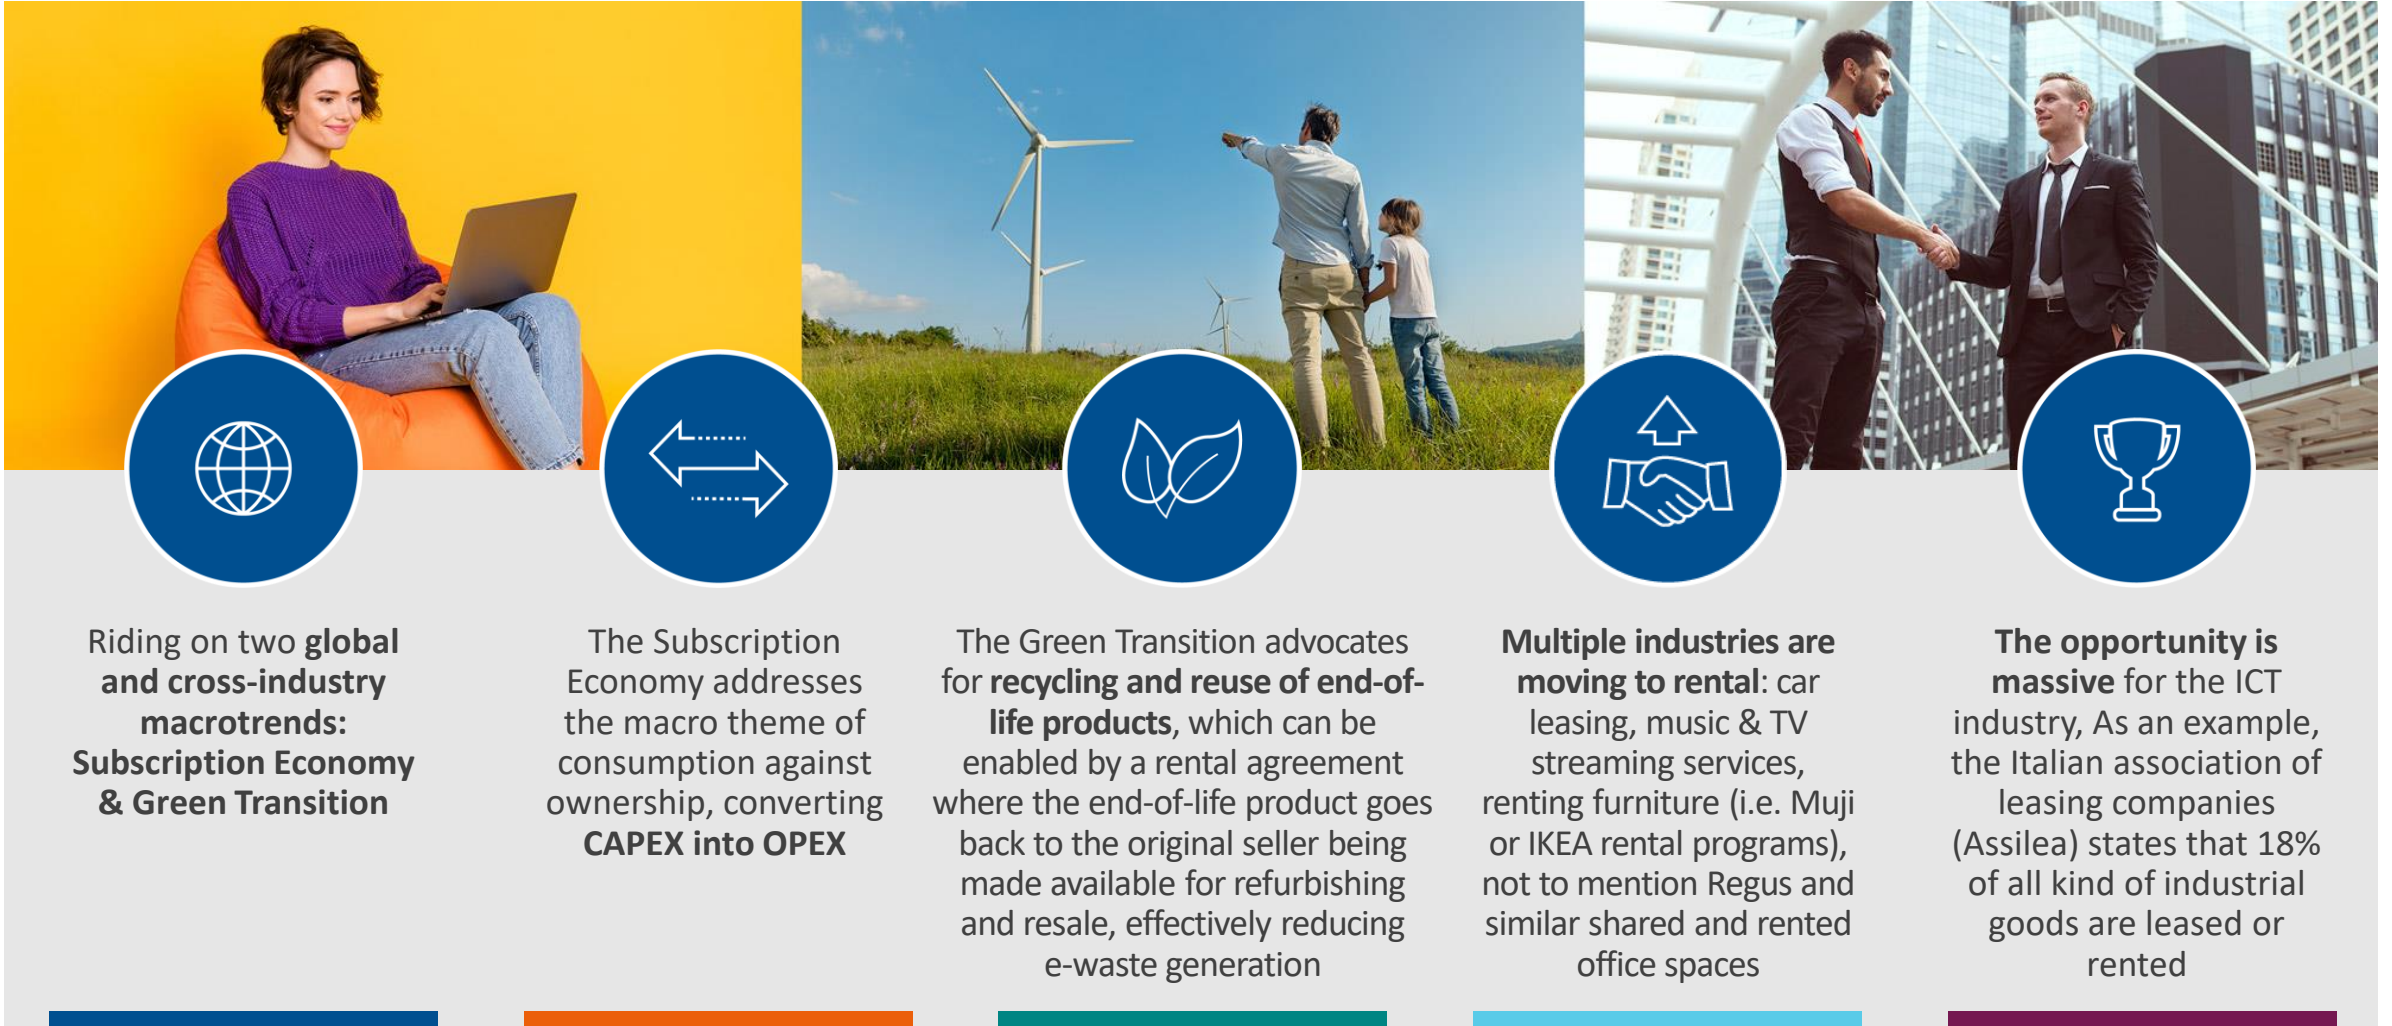 Riding on two global
and cross-industry
macrotrends:
Subscription Economy
& Green Transition
The Subscription
Economy addresses
the macro theme of
consumption against
ownership, converting
CAPEX into OPEX
The Green Transition advocates
for recycling and reuse of end-of-
life products, which can be
enabled by a rental agreement
where the end-of-life product goes
back to the original seller being
made available for refurbishing
and resale, effectively reducing
e-waste generation
Multiple industries are
moving to rental: car
leasing, music & TV
streaming services,
renting furniture (i.e. Muji
or IKEA rental programs),
not to mention Regus and
similar shared and rented
office spaces
The opportunity is
massive for the ICT
industry, As an example,
the Italian association of
leasing companies
(Assilea) states that 18%
of all kind of industrial
goods are leased or
rented